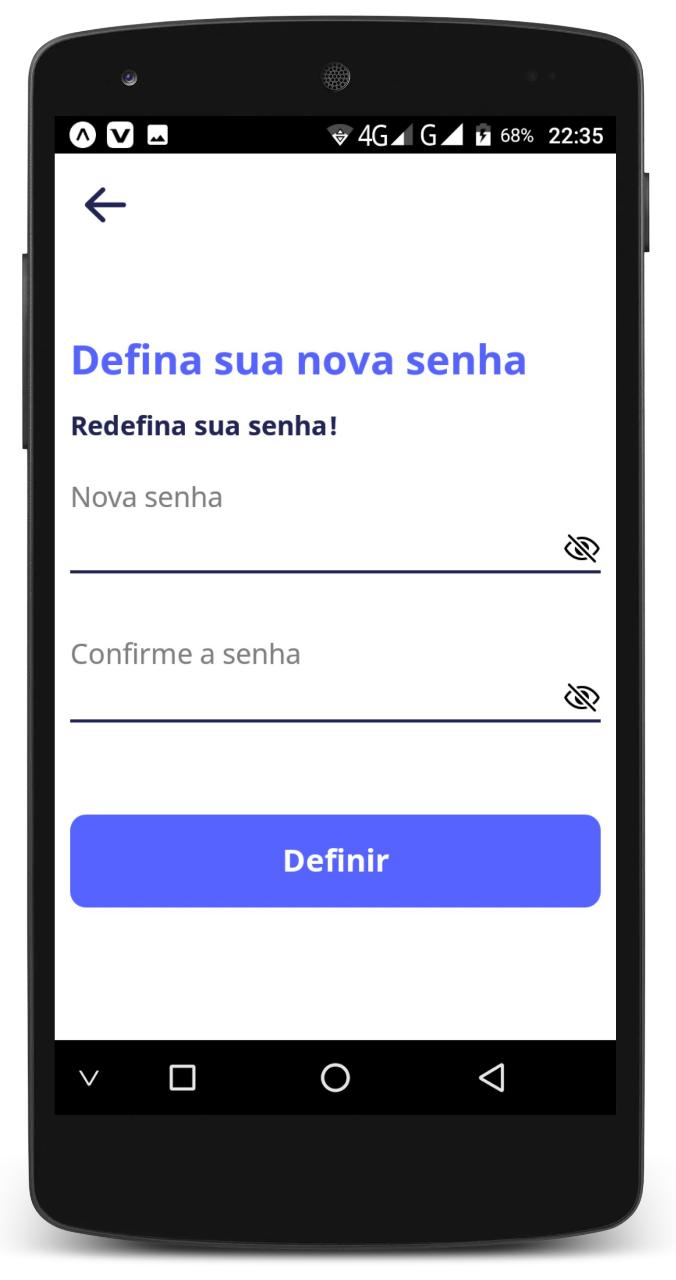 4G G 68% 22:35
Defina sua nova senha
Redefina sua senha!
Nova senha
Confirme a senha
Definir